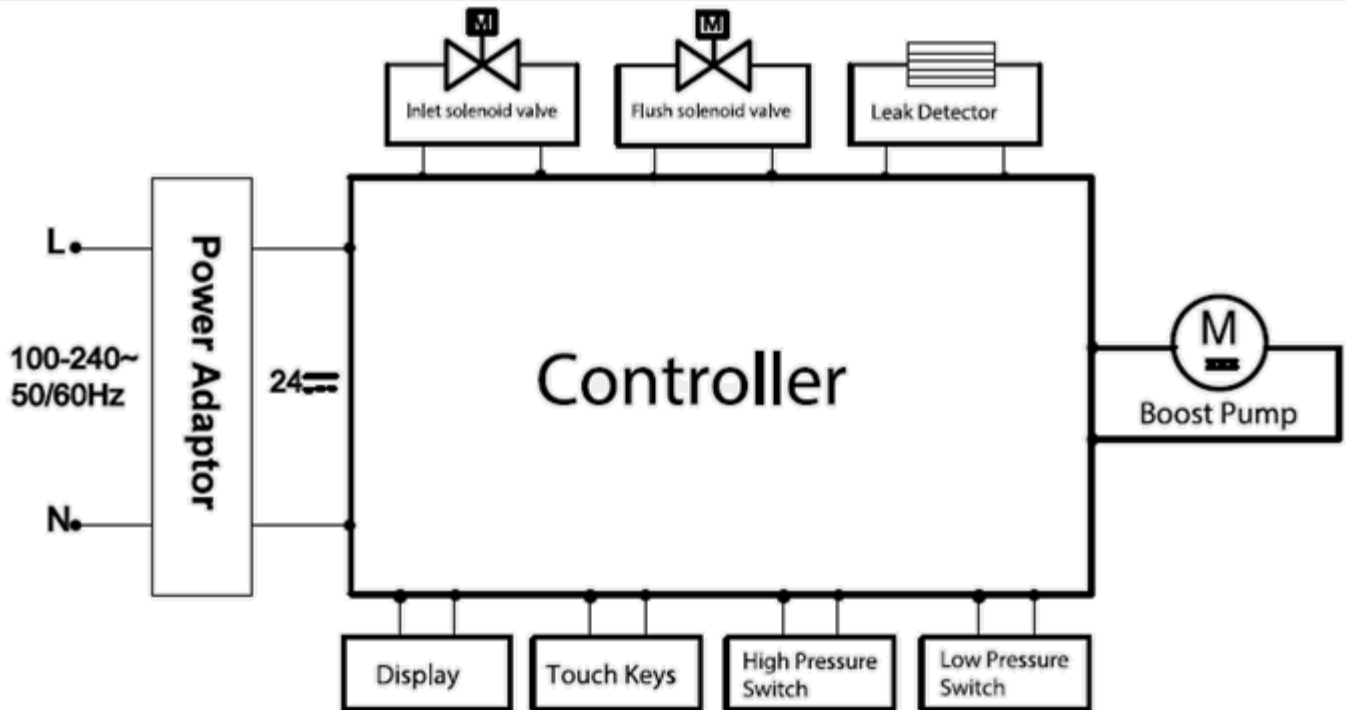 M
M
Inlet solenoid valve
Flush solenoid valve
Leak Detector
L
Power Adaptor
100-240~
50/60Hz
24⎓
N
Controller
M
Boost Pump
Display
Touch Keys
High Pressure
Switch
Low Pressure
Switch